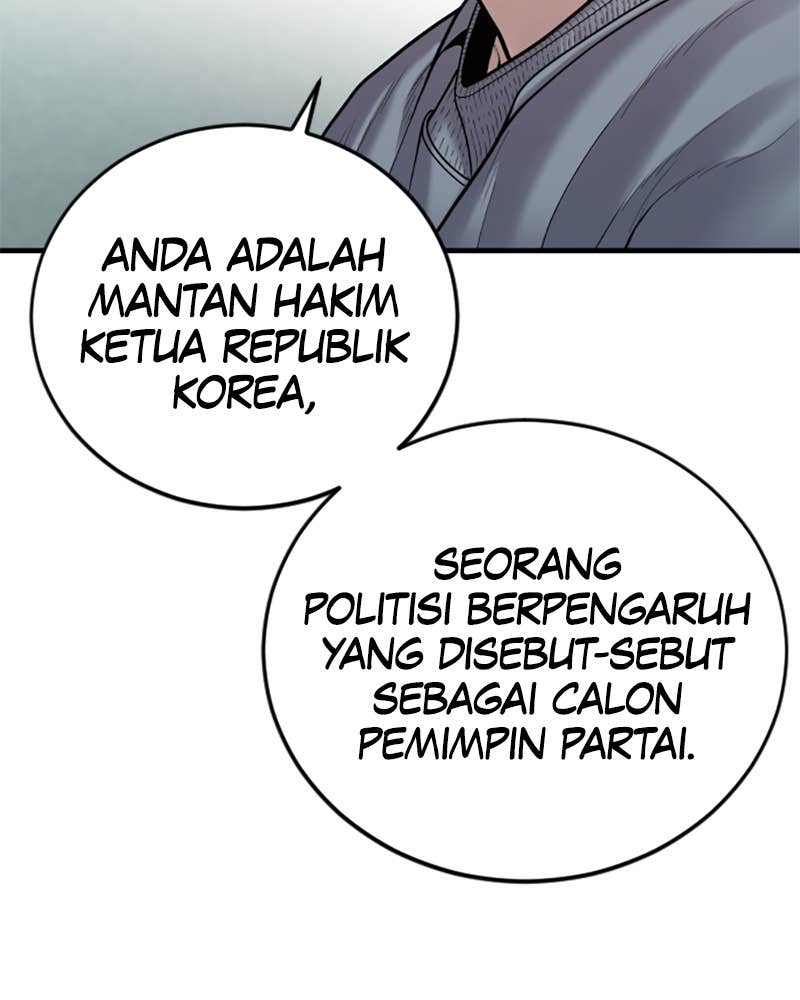 ANDA ADALAH
MANTAN HAKIM
KETUA REPUBLIK
KOREA,
SEORANG
POLITISI BERPENGARUH
YANG DISEBUT-SEBUT
SEBAGAI CALON
PEMIMPIN PARTAI.